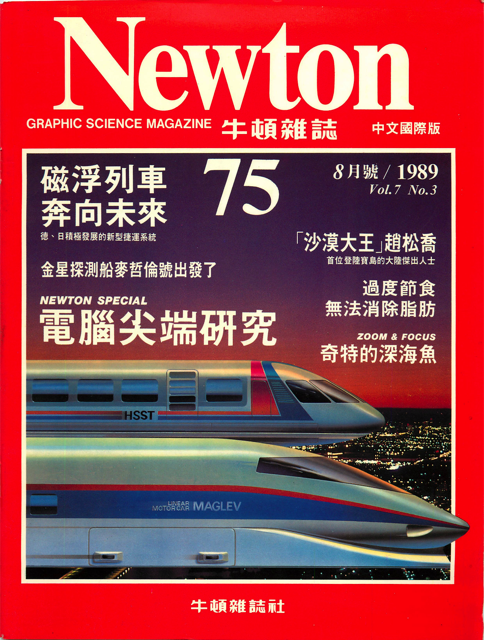 Newton
GRAPHIC SCIENCE MAGAZINE 牛頓雜誌 中文國際版
磁浮列車
奔向未來
德、日積極發展的新型捷運系統
75
8月號 / 1989
Vol.7 No.3
金星探測船麥哲倫號出發了
「沙漠大王」趙松喬
首位登陸寶島的大陸傑出人士
過度節食
無法消除脂肪
NEWTON SPECIAL
電腦尖端研究
ZOOM & FOCUS
奇特的深海魚
HSST
LINEAR
MOTORCAR MAGLEV
牛頓雜誌社